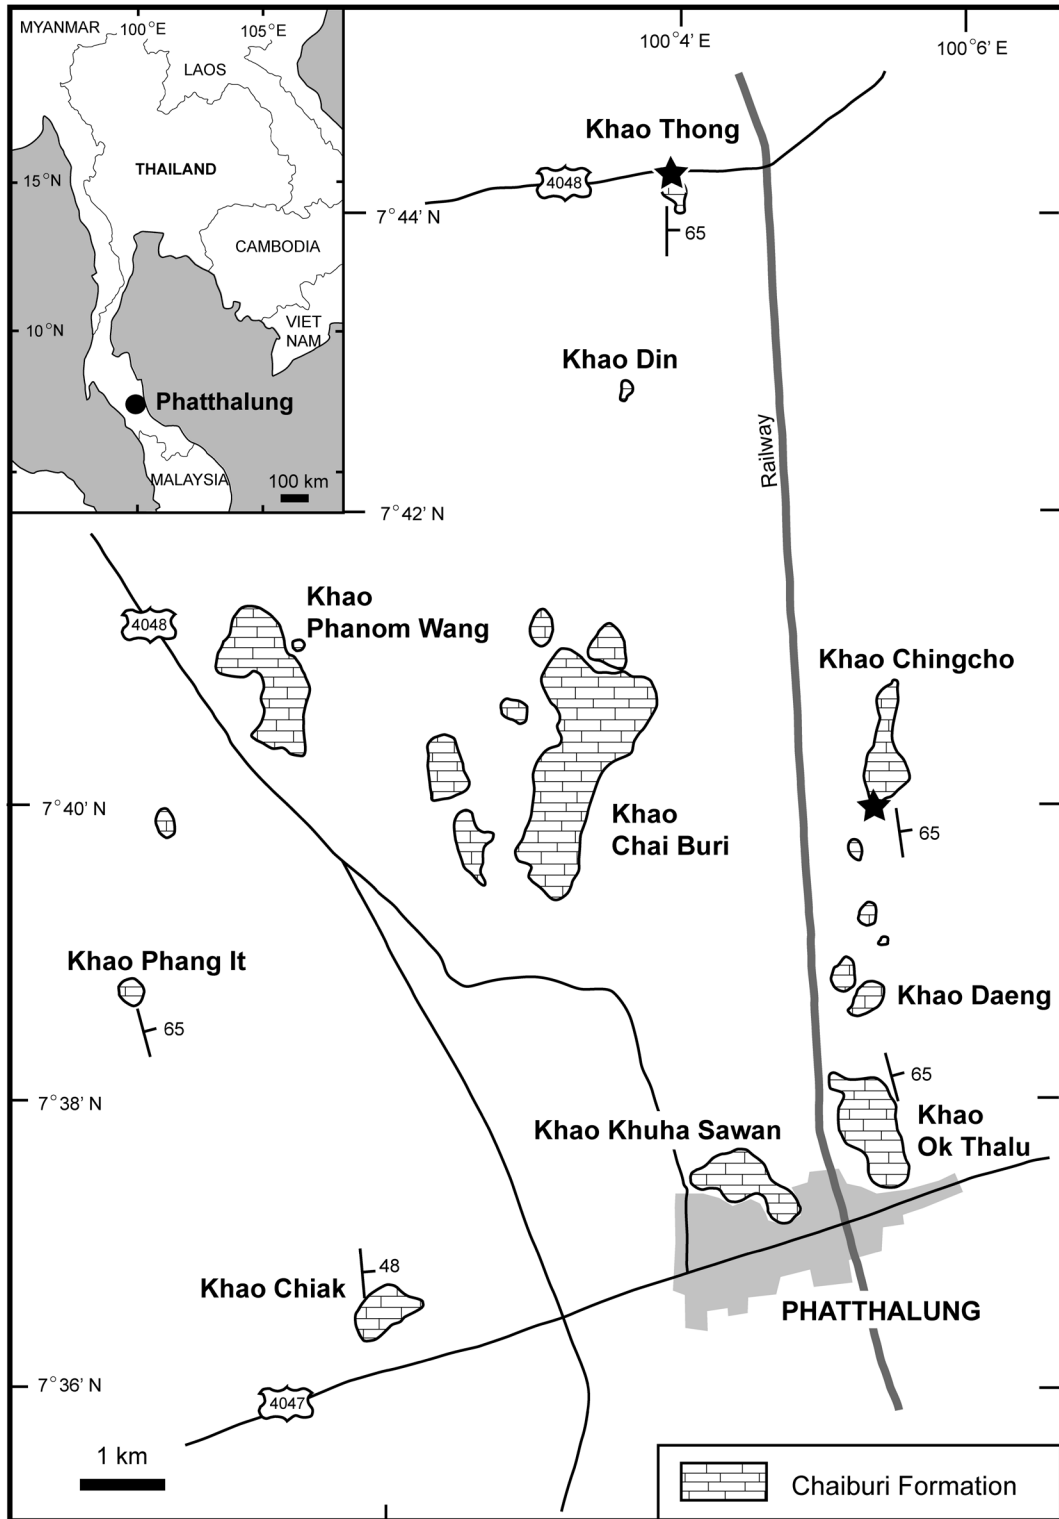 MYANMAR
100°E
105°E
LAOS
THAILAND
15°N
CAMBODIA
VIET
NAM
10°N
Phatthalung
MALAYSIA
100 km
100°4' E
100°6' E
Khao Thong
4048
7°44' N
65
Khao Din
Railway
7°42' N
Khao
Phanom Wang
4048
Khao Chingcho
7°40' N
Khao
Chai Buri
65
Khao Phang It
65
Khao Daeng
65
7°38' N
Khao
Ok Thalu
Khao Khuha Sawan
48
Khao Chiak
PHATTHALUNG
7°36' N
4047
1 km
Chaiburi Formation